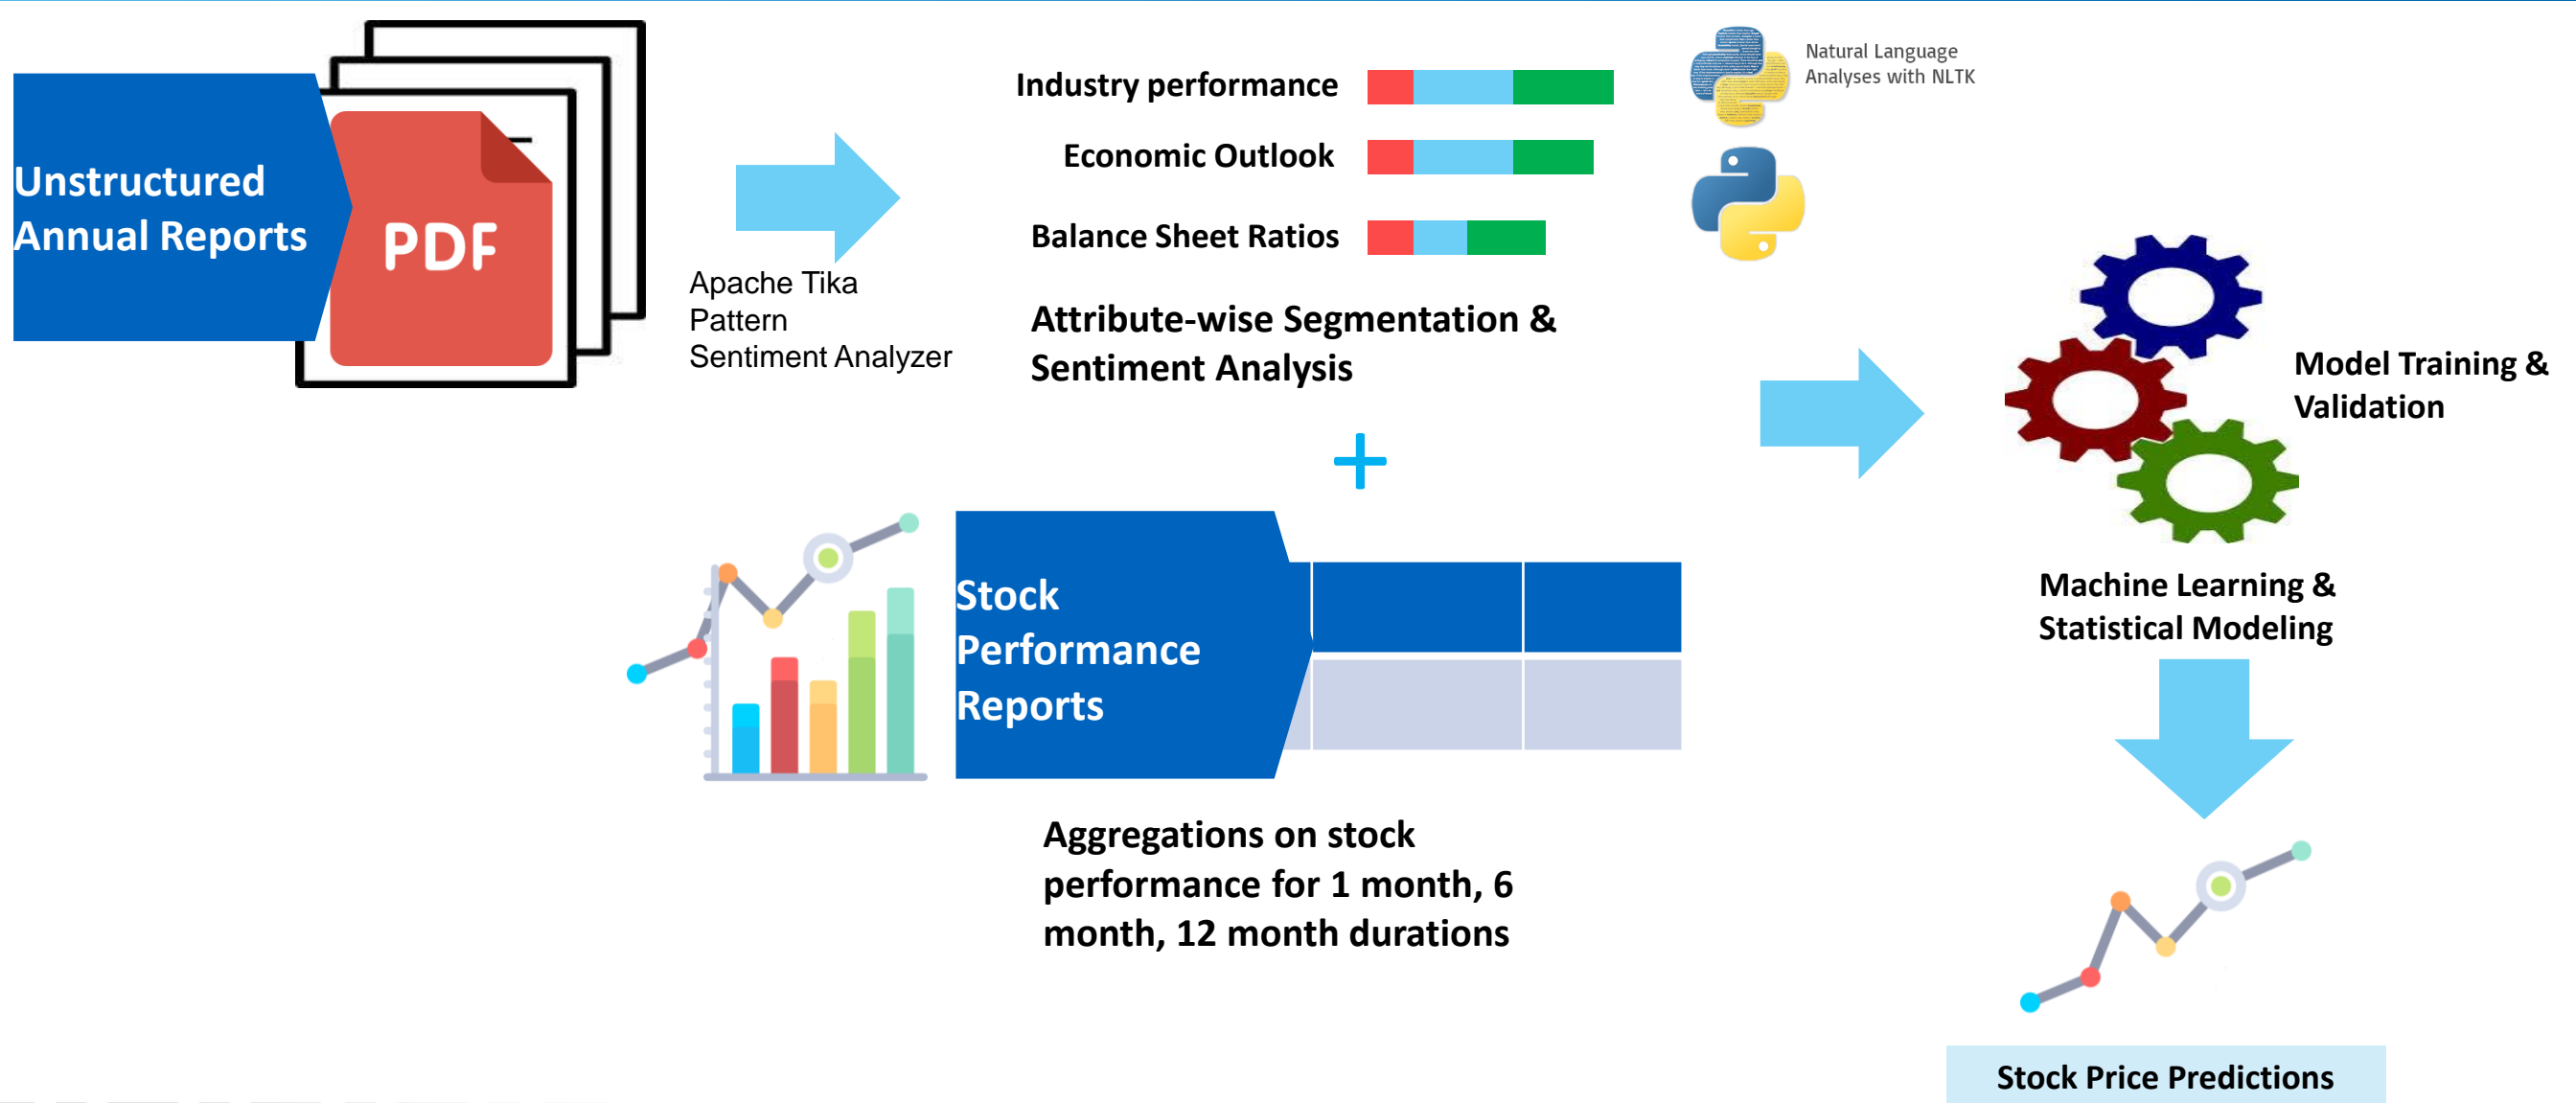 Unstructured
Annual Reports
PDF
Apache Tika
Pattern
Sentiment Analyzer
Industry performance
Economic Outlook
Balance Sheet Ratios
Natural Language
Analyses with NLTK
Attribute-wise Segmentation &
Sentiment Analysis
+
Stock
Performance
Reports
Aggregations on stock
performance for 1 month, 6
month, 12 month durations
Model Training &
Validation
Machine Learning &
Statistical Modeling
Stock Price Predictions